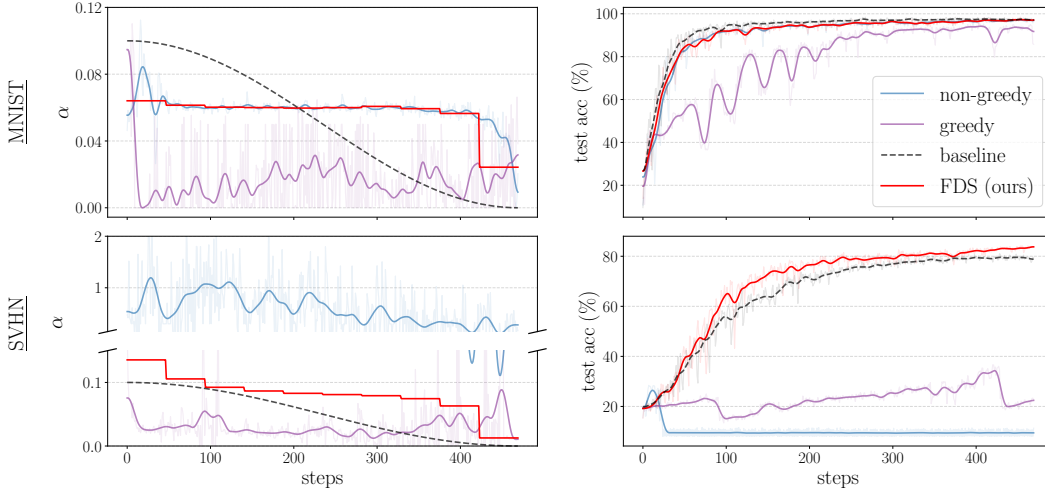 MNIST
α
0.12
0.08
0.04
0.00
test acc (%)
100
80
60
40
20
non-greedy
greedy
baseline
FDS (ours)
SVHN
α
2
1
0.1
0.0
0
100
200
300
400
steps
test acc (%)
80
60
40
20
0
100
200
300
400
steps